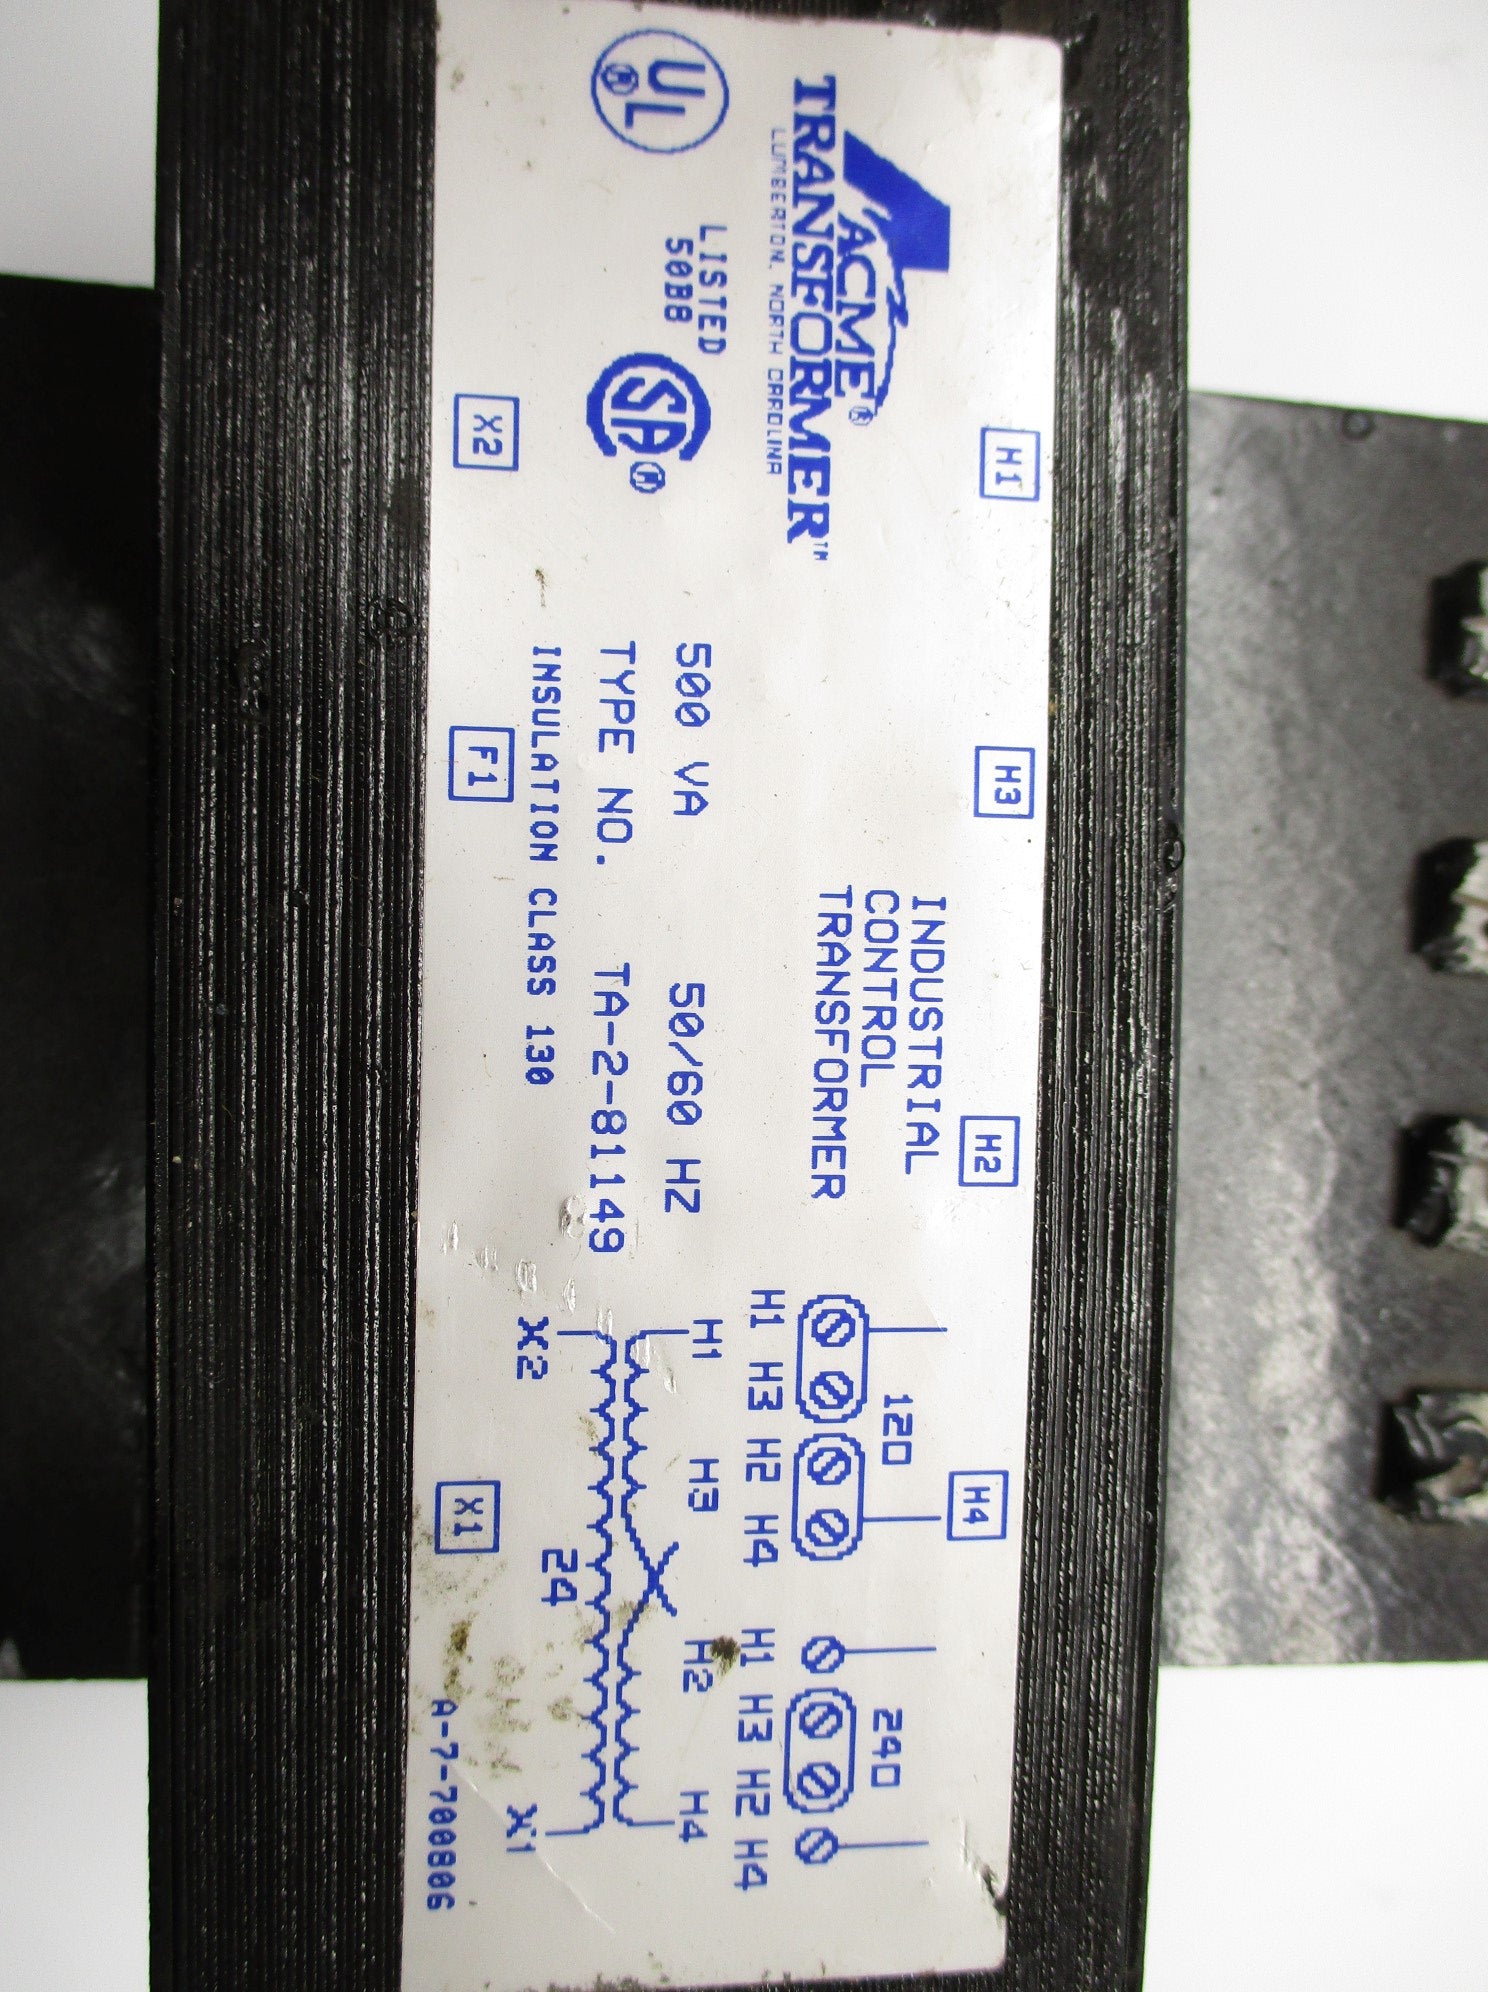 H1 H3 H2 H4
ACME®
TRANSFORMER™
LUMBERTON, NORTH CAROLINA
INDUSTRIAL
CONTROL
TRANSFORMER
120 240
H1 H3 H2 H4 H1 H3 H2 H4
UL®
LISTED
50B8
SA®
500 VA 50/60 HZ
TYPE NO. TA-2-81149
INSULATION CLASS 130
H1 H3 H2 H4
X2 24 X1
X2 F1 X1
A-7-700806